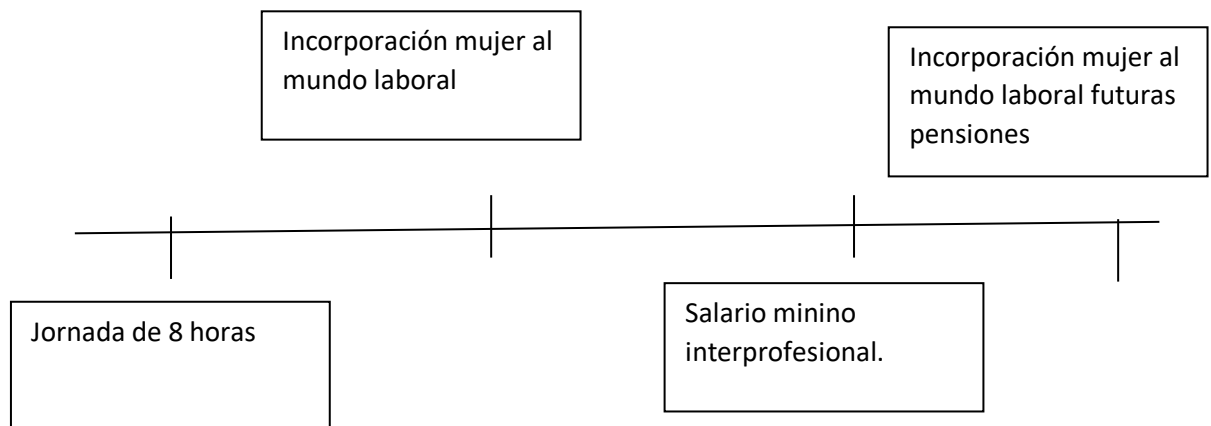 Incorporación mujer al
mundo laboral
Incorporación mujer al
mundo laboral futuras
pensiones
Jornada de 8 horas
Salario minino
interprofesional.